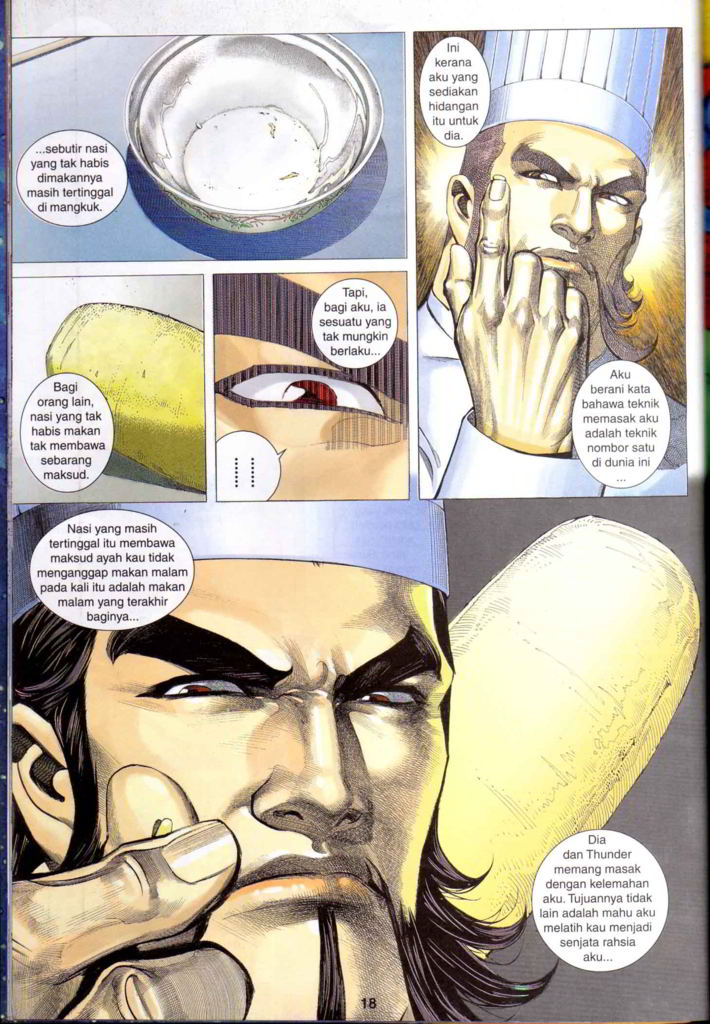 ...sebutir nasi
yang tak habis
dimakannya
masih tertinggal
di mangkuk.
Ini
kerana
aku yang
sediakan
hidangan
itu untuk
dia.
Aku
berani kata
bahawa teknik
memasak aku
adalah teknik
nombor satu
di dunia ini
...
Bagi
orang lain,
nasi yang tak
habis makan
tak membawa
sebarang
maksud.
Tapi,
bagi aku, ia
sesuatu yang
tak mungkin
berlaku...
Nasi yang masih
tertinggal itu membawa
maksud ayah kau tidak
menganggap makan malam
pada kali itu adalah makan
malam yang terakhir
baginya...
Dia
dan Thunder
memang masak
dengan kelemahan
aku. Tujuannya tidak
lain adalah mahu aku
melatih kau menjadi
senjata rahsia
aku...
18